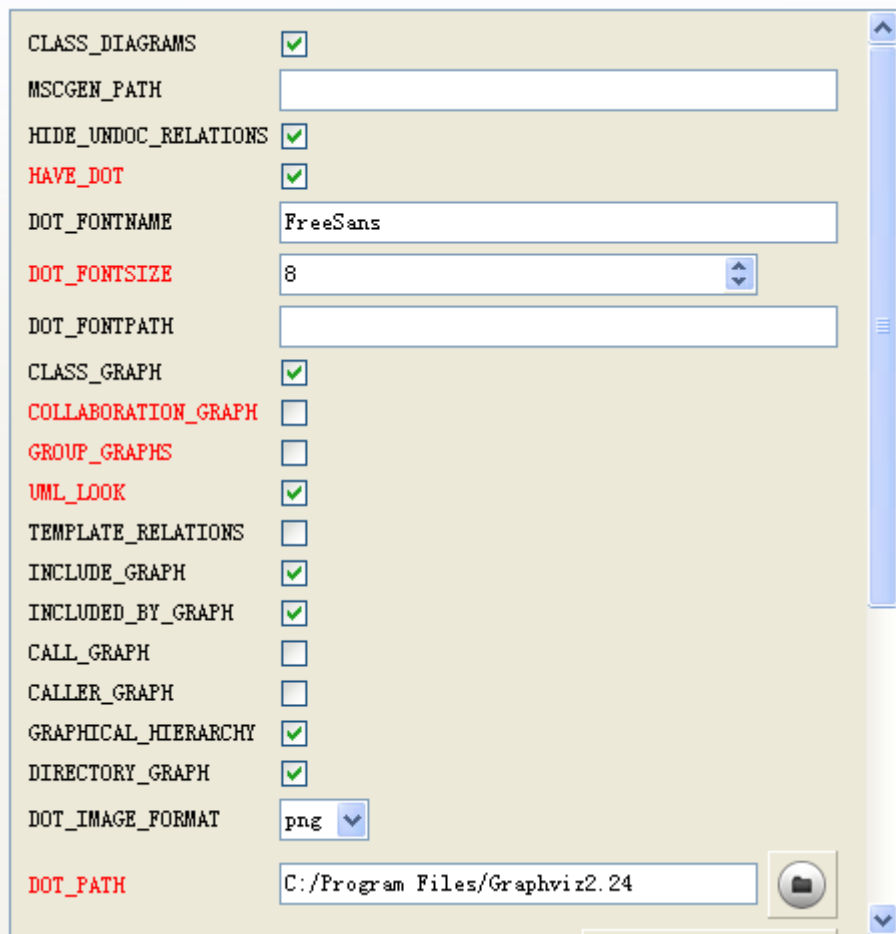 CLASS_DIAGRAMS
MSCGEN_PATH
HIDE_UNDOC_RELATIONS
HAVE_DOT
DOT_FONTNAME FreeSans
DOT_FONTSIZE 8
DOT_FONTPATH
CLASS_GRAPH
COLLABORATION_GRAPH
GROUP_GRAPHS
UML_LOOK
TEMPLATE_RELATIONS
INCLUDE_GRAPH
INCLUDED_BY_GRAPH
CALL_GRAPH
CALLER_GRAPH
GRAPHICAL_HIERARCHY
DIRECTORY_GRAPH
DOT_IMAGE_FORMAT png
DOT_PATH C:/Program Files/Graphviz2.24